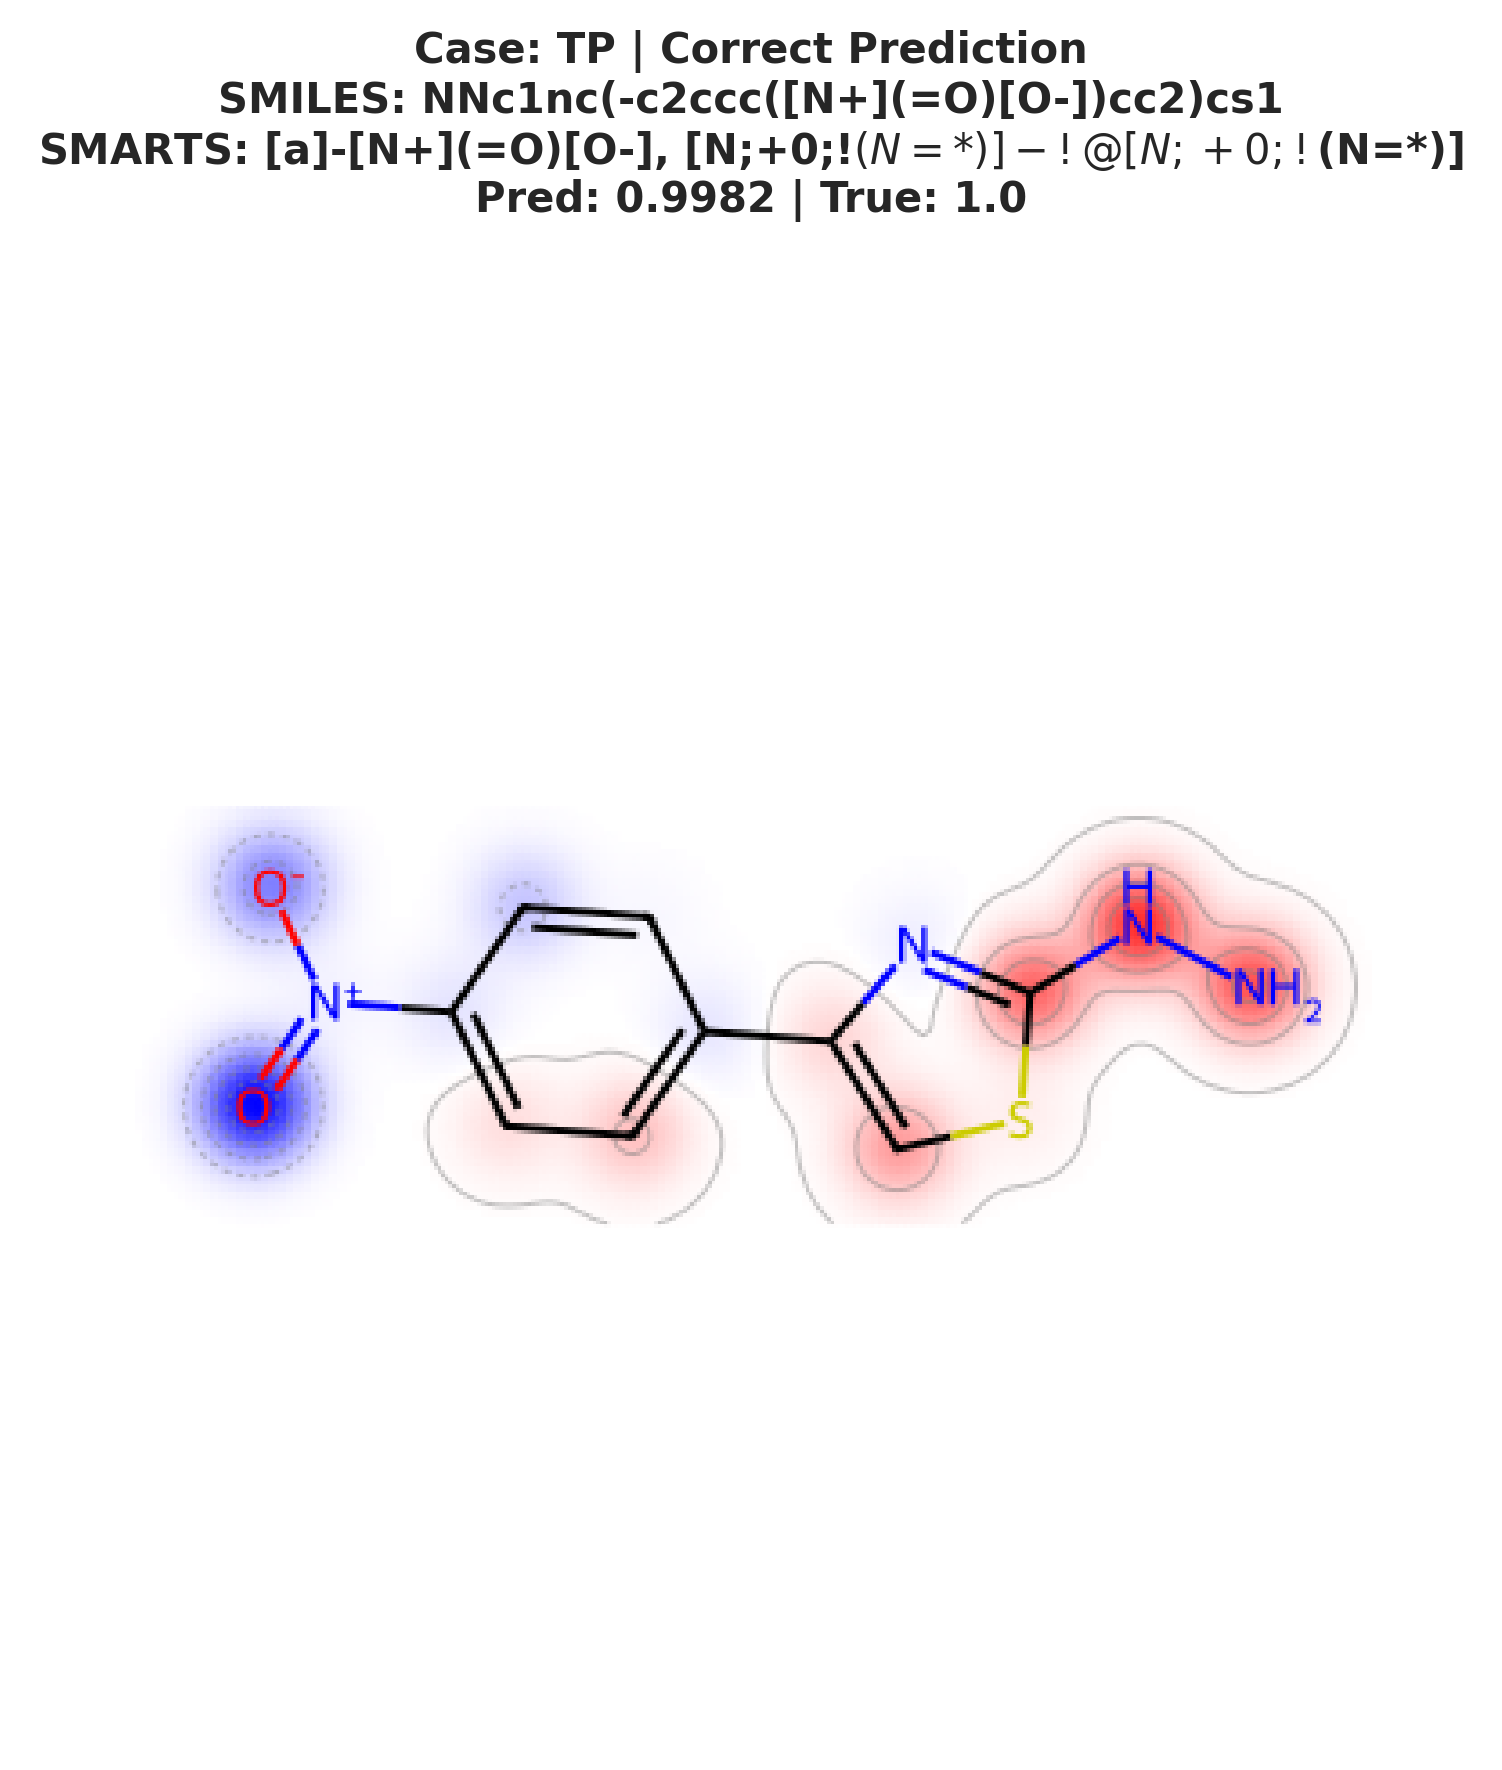 Case: TP | Correct Prediction
SMILES: NNc1nc(-c2ccc([N+](=O)[O-])cc2)cs1
SMARTS: [a]-[N+](=O)[O-], [N;+0;!(N = *)] − ! @[N; + 0; ! (N=*)]
Pred: 0.9982 | True: 1.0
H
O⁻
N
N
N⁺
NH₂
O
S